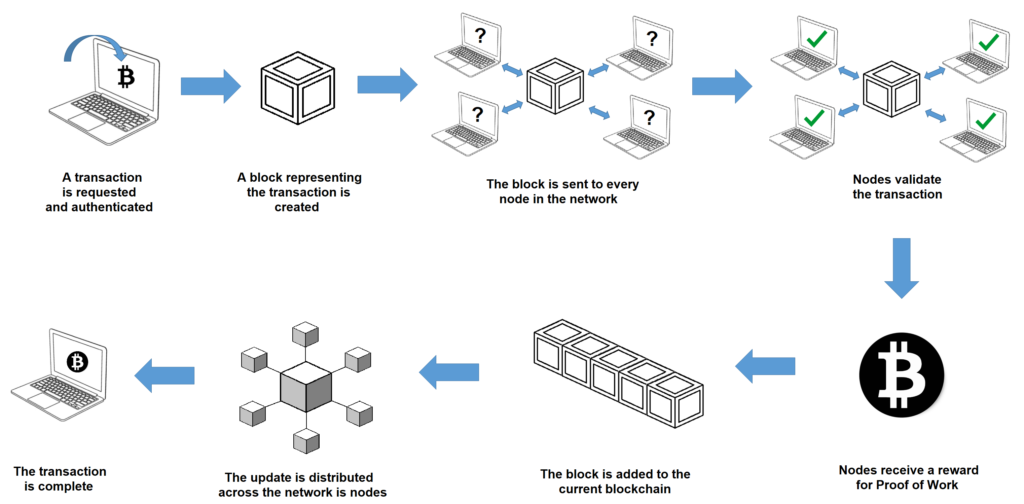 A transaction
is requested
and authenticated
A block representing
the transaction is
created
?
?
?
?
The block is sent to every
node in the network
Nodes validate
the transaction
Nodes receive a reward
for Proof of Work
The block is added to the
current blockchain
The update is distributed
across the network is nodes
The transaction
is complete